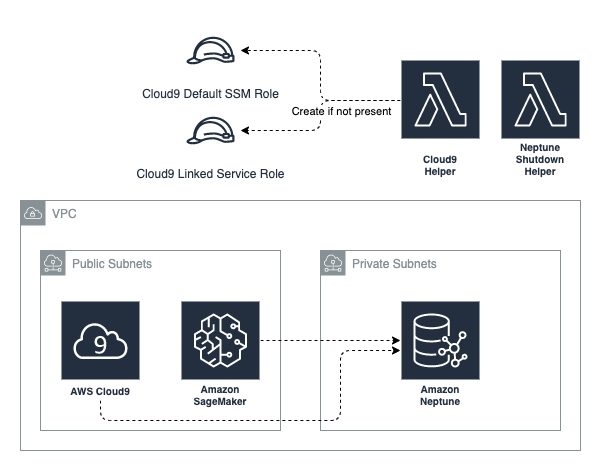 Cloud9 Default SSM Role
Create if not present
Cloud9 Linked Service Role
Cloud9
Helper
Neptune
Shutdown
Helper
VPC
Public Subnets
Private Subnets
9
AWS Cloud9
Amazon
SageMaker
Amazon
Neptune